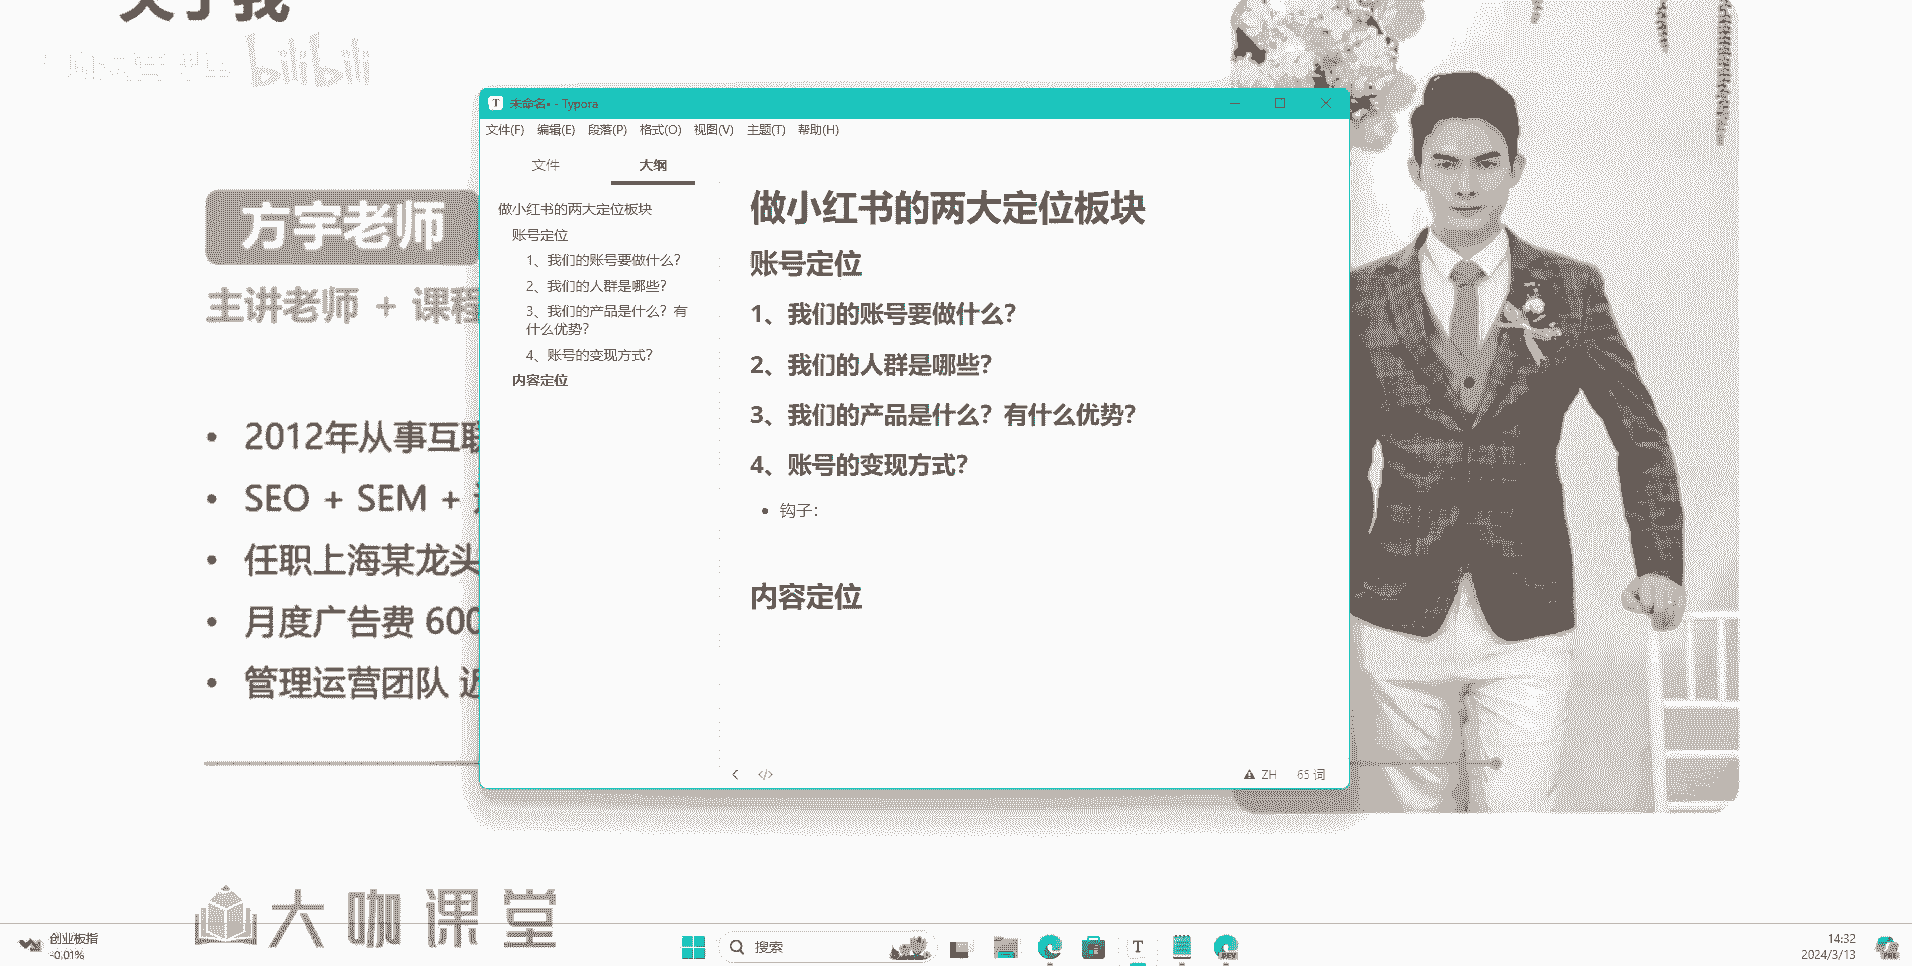 关于我
bilibili
方宇老师
主讲老师 + 课程
2012年从事互联
SEO + SEM +
任职上海某龙头
月度广告费 600
管理运营团队 近
未命名• - Typora
文件(F) 编辑(E) 段落(P) 格式(O) 视图(V) 主题(T) 帮助(H)
文件 大纲
做小红书的两大定位板块
账号定位
1、我们的账号要做什么?
2、我们的人群是哪些?
3、我们的产品是什么? 有
什么优势?
4、账号的变现方式?
内容定位
做小红书的两大定位板块
账号定位
1、我们的账号要做什么?
2、我们的人群是哪些?
3、我们的产品是什么? 有什么优势?
4、账号的变现方式?
钩子:
内容定位
ZH 65 词
大咖课堂
创业板指
-0.01%
搜索
14:32
2024/3/13